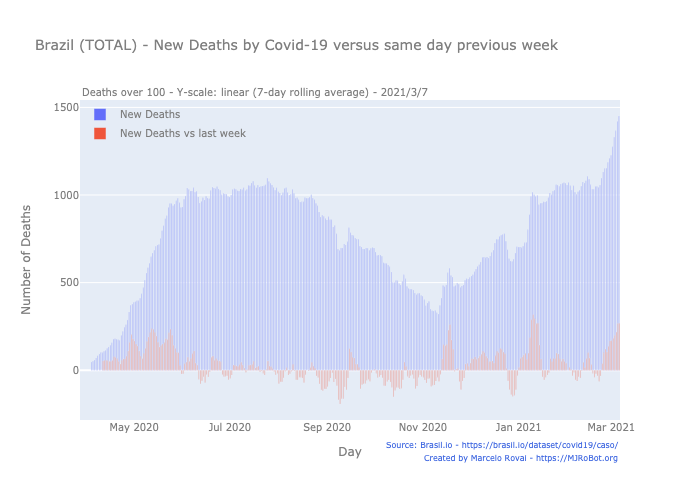 Brazil (TOTAL) - New Deaths by Covid-19 versus same day previous week
Deaths over 100 - Y-scale: linear (7-day rolling average) - 2021/3/7
New Deaths
New Deaths vs last week
1500
1000
500
0
Number of Deaths
May 2020
Jul 2020
Sep 2020
Nov 2020
Jan 2021
Mar 2021
Day
Source: Brasil.io - https://brasil.io/dataset/covid19/caso/
Created by Marcelo Rovai - https://MJRoBot.org